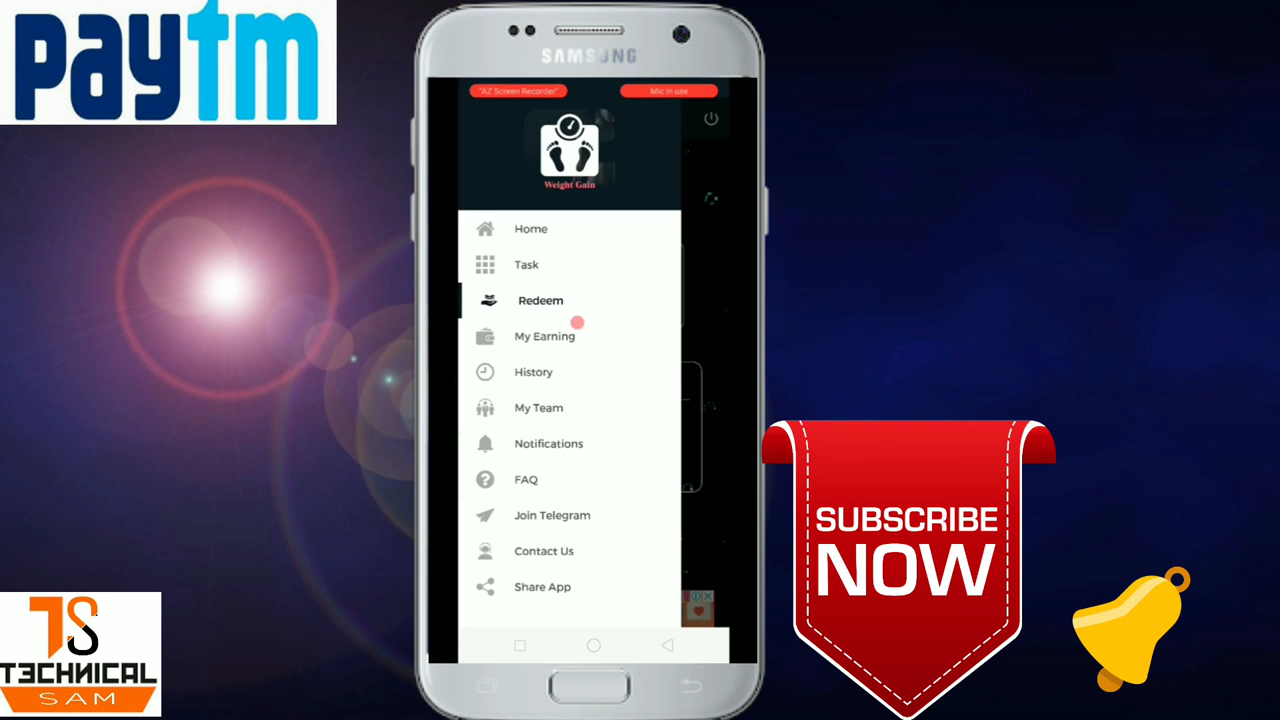 paytm
SAMSUNG
"AZ Screen Recorder"
Mic in use
Weight Gain
Home
Task
Redeem
My Earning
History
My Team
Notifications
FAQ
Join Telegram
Contact Us
Share App
SUBSCRIBE
NOW
TS
T3CHNICAL
SAM